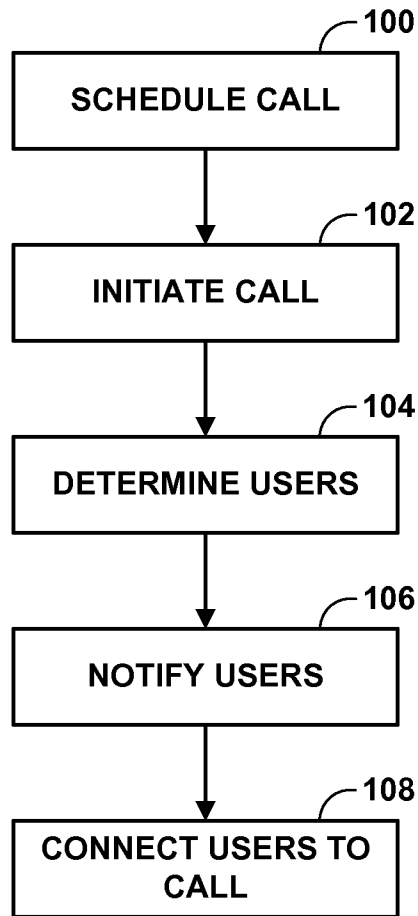 100
SCHEDULE CALL
102
INITIATE CALL
104
DETERMINE USERS
106
NOTIFY USERS
108
CONNECT USERS TO
CALL